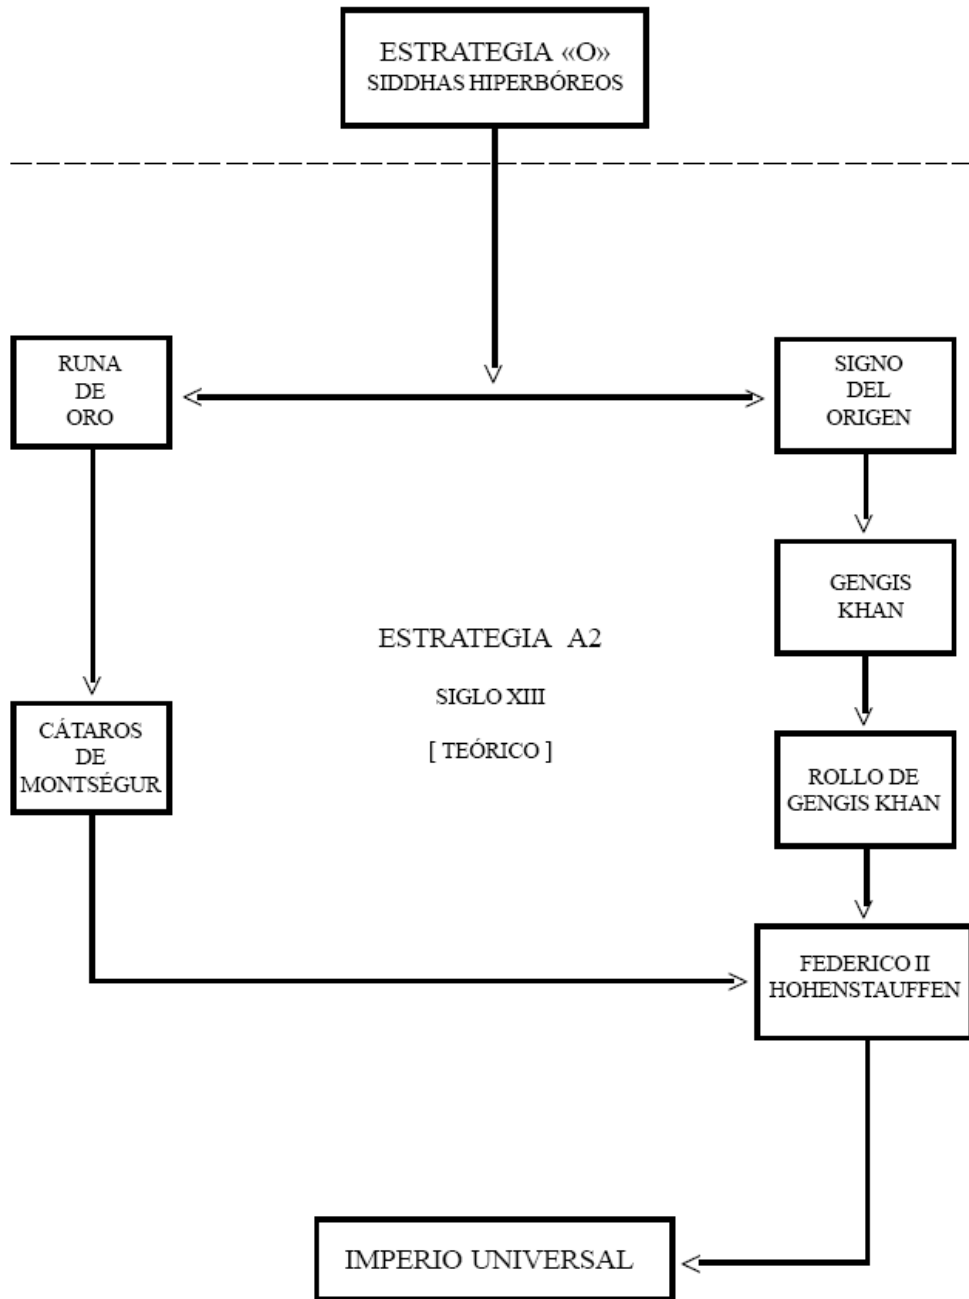 ESTRATEGIA «O»
SIDDHAS HIPERBÓREOS
RUNA
DE
ORO
SIGNO
DEL
ORIGEN
GENGIS
KHAN
ESTRATEGIA A2
SIGLO XIII
[ TEÓRICO ]
CÁTAROS
DE
MONTSÉGUR
ROLLO DE
GENGIS KHAN
FEDERICO II
HOHENSTAUFFEN
IMPERIO UNIVERSAL